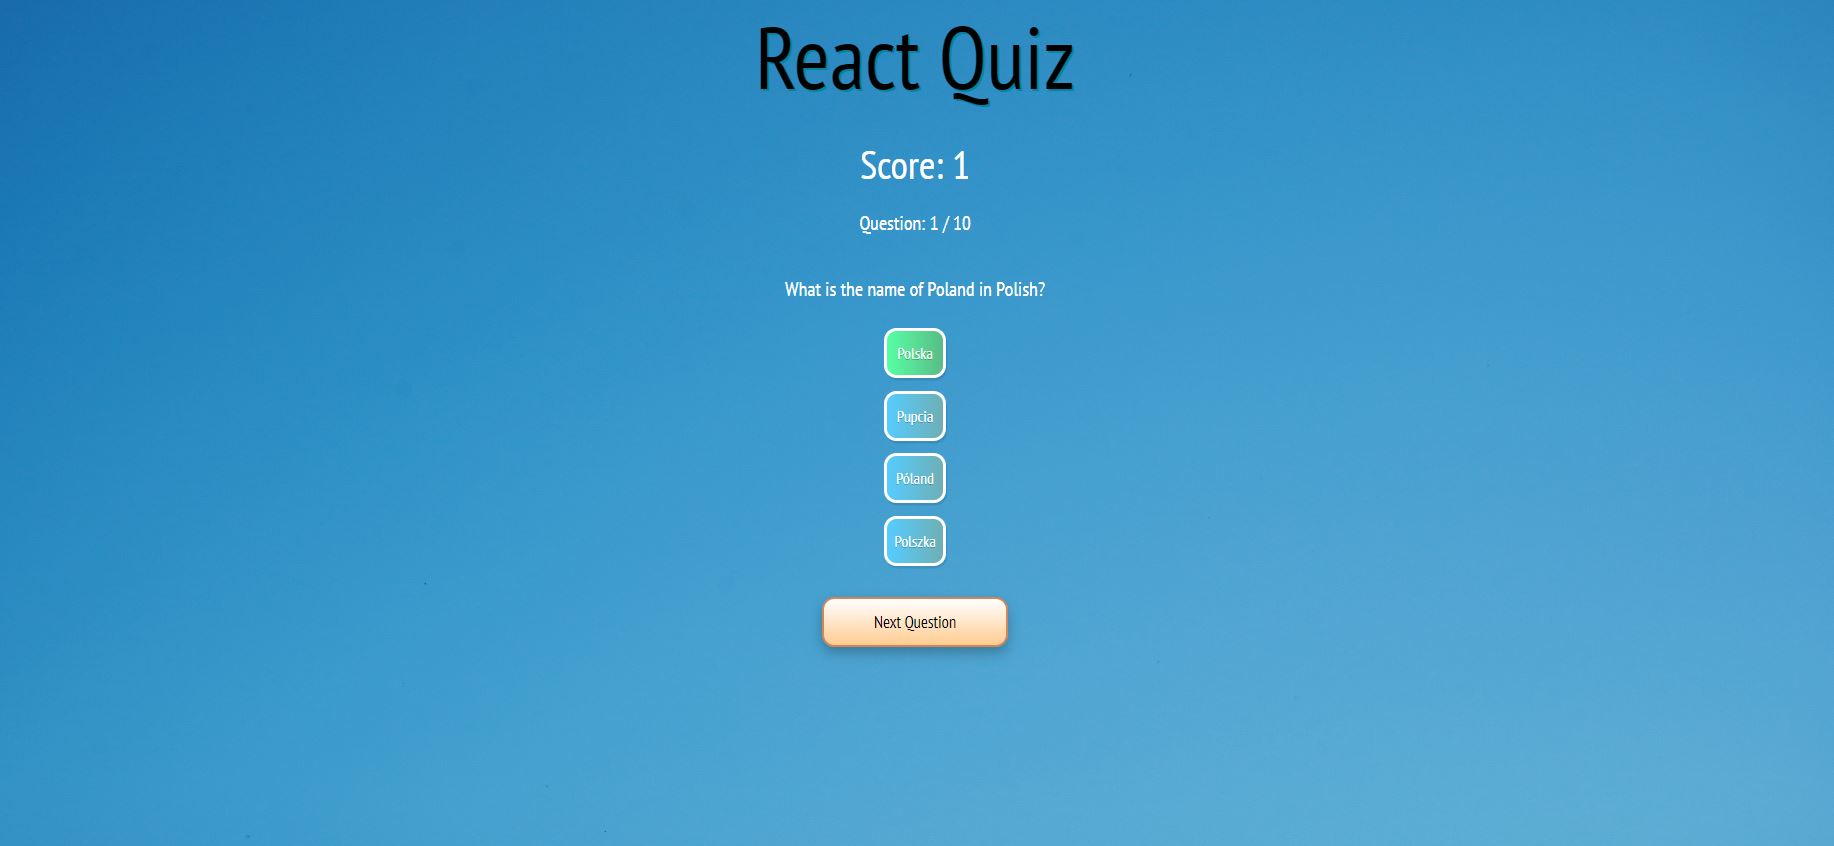 React Quiz
Score: 1
Question: 1 / 10
What is the name of Poland in Polish?
Polska
Pupcia
Póland
Polszka
Next Question